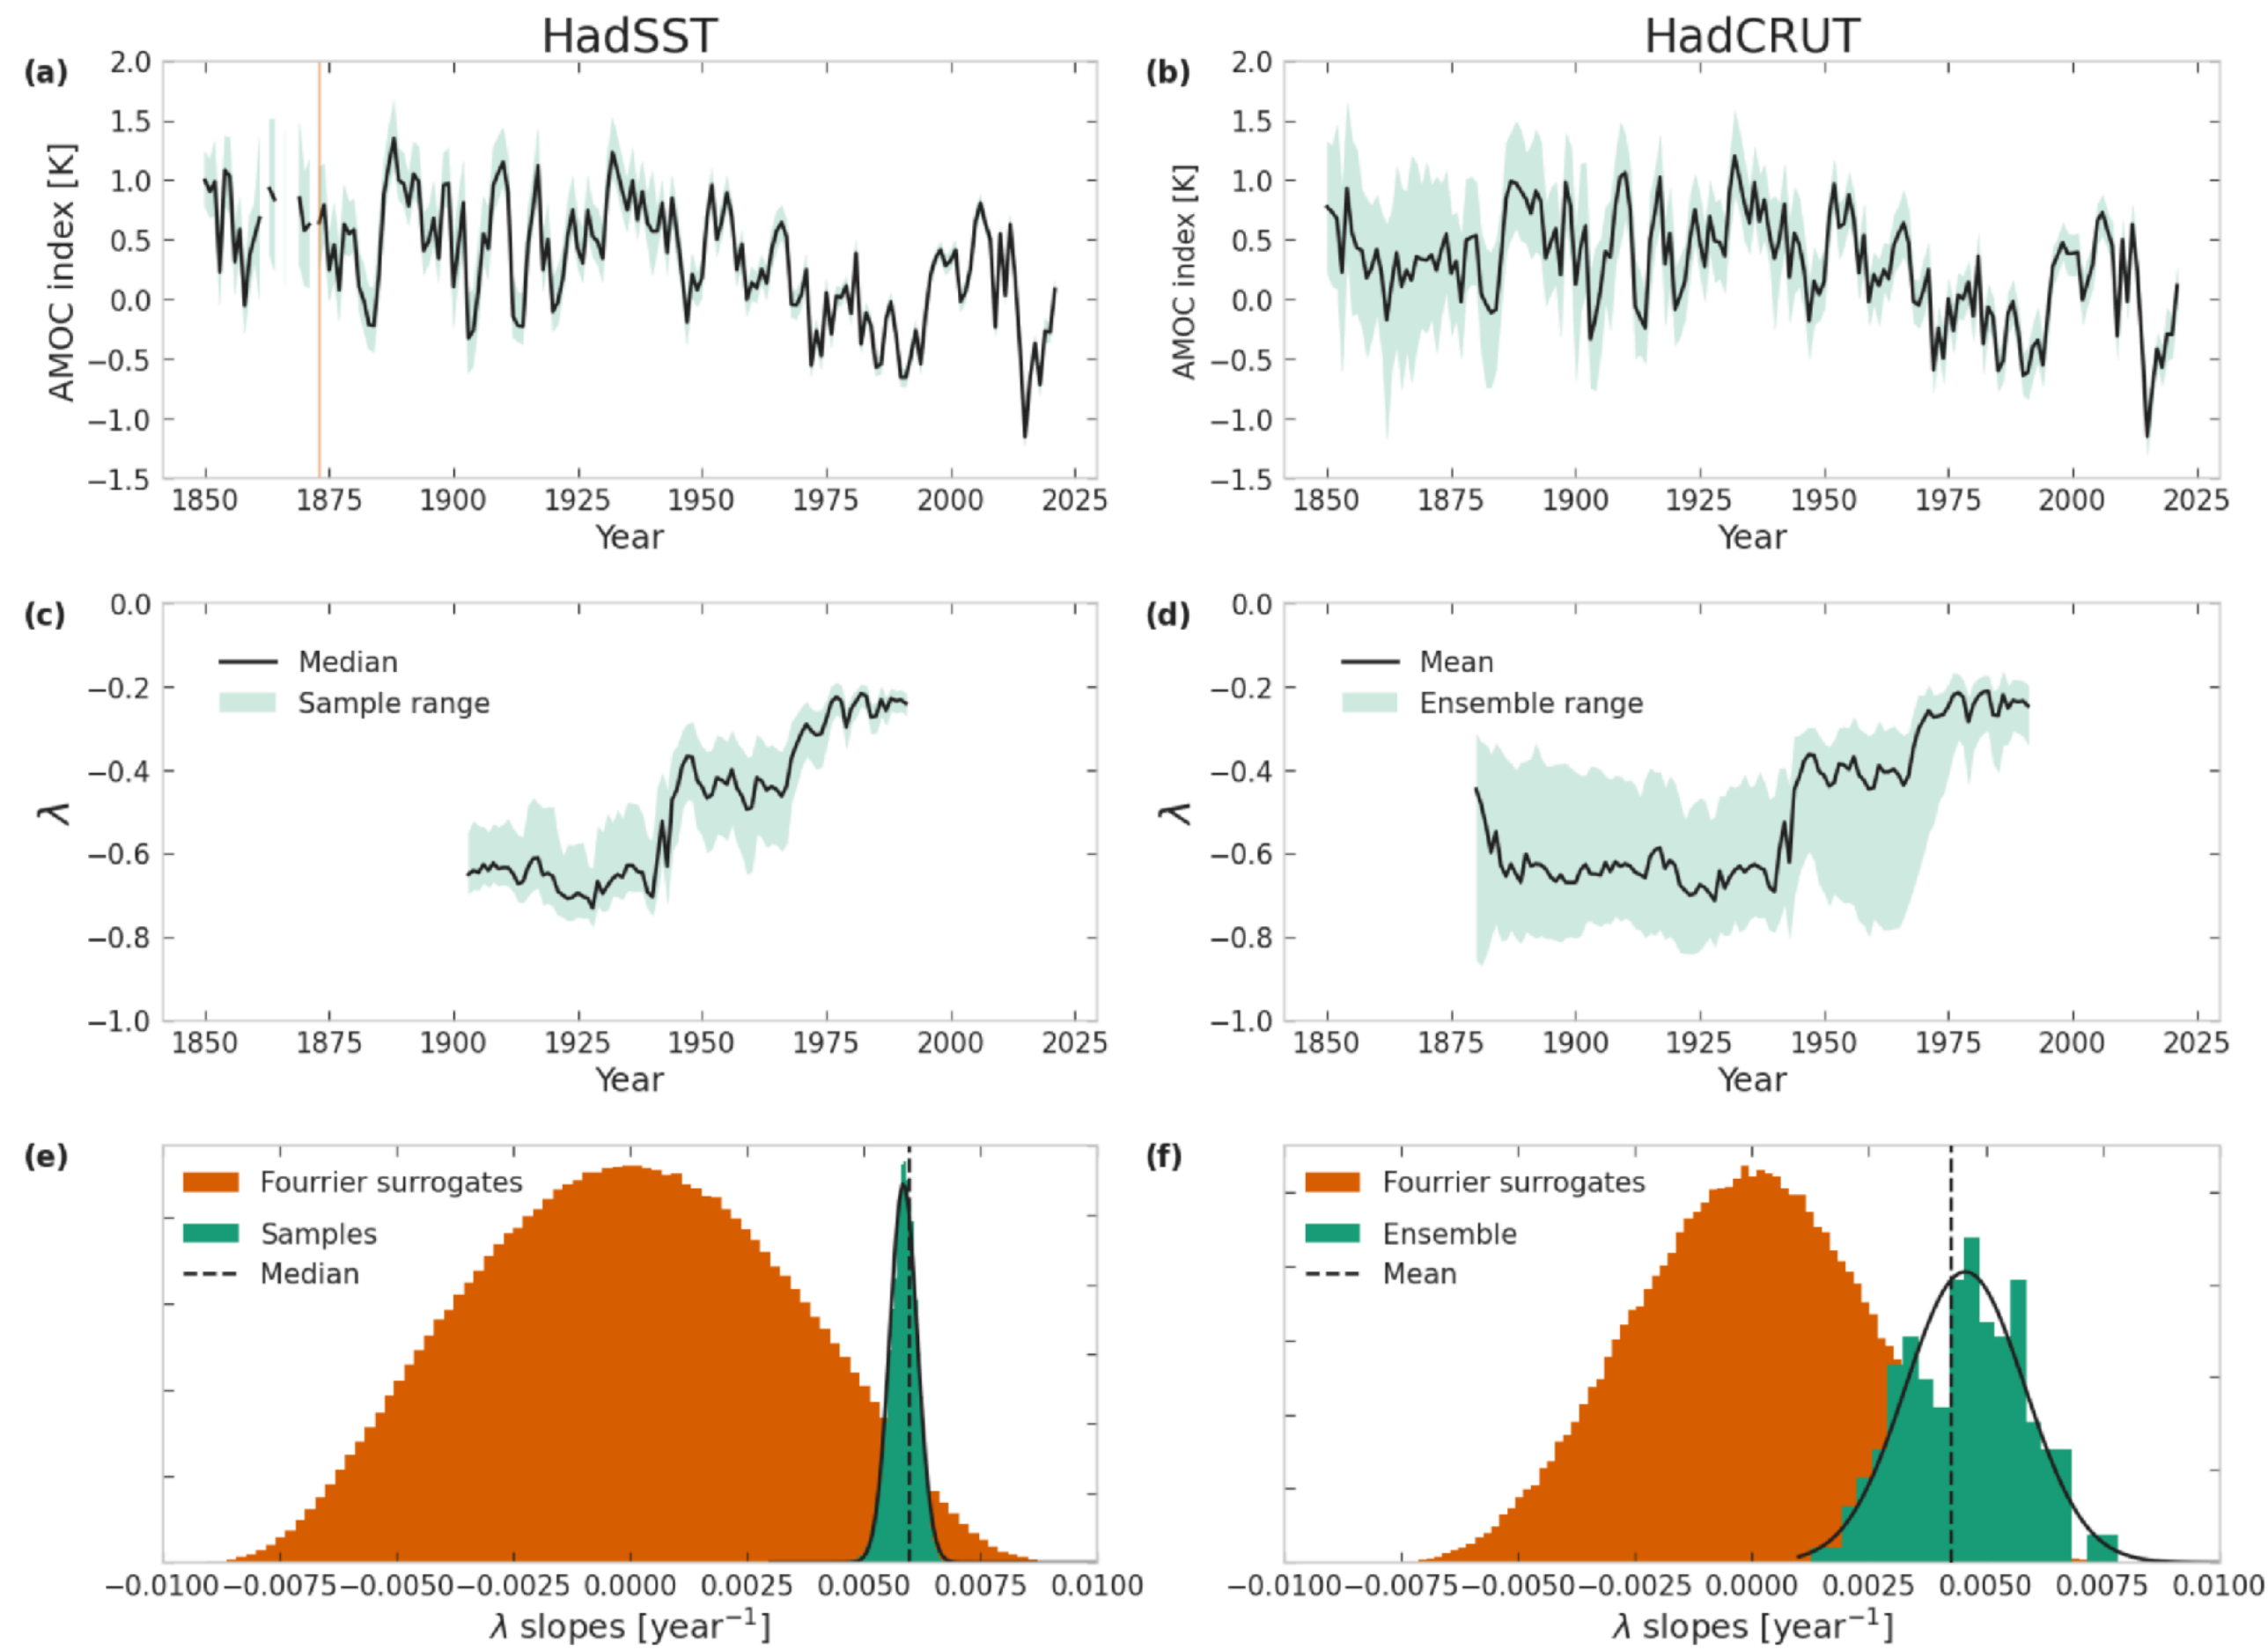 HadSST
HadCRUT
(a)
2.0
1.5
1.0
0.5
0.0
−0.5
−1.0
−1.5
AMOC index [K]
1850 1875 1900 1925 1950 1975 2000 2025
Year
(b)
2.0
1.5
1.0
0.5
0.0
−0.5
−1.0
−1.5
AMOC index [K]
1850 1875 1900 1925 1950 1975 2000 2025
Year
(c)
0.0
−0.2
−0.4
−0.6
−0.8
−1.0
λ
Median
Sample range
1850 1875 1900 1925 1950 1975 2000 2025
Year
(d)
0.0
−0.2
−0.4
−0.6
−0.8
−1.0
λ
Mean
Ensemble range
1850 1875 1900 1925 1950 1975 2000 2025
Year
(e)
Fourrier surrogates
Samples
Median
−0.0100 −0.0075 −0.0050 −0.0025 0.0000 0.0025 0.0050 0.0075 0.0100
λ slopes [year⁻¹]
(f)
Fourrier surrogates
Ensemble
Mean
−0.0100 −0.0075 −0.0050 −0.0025 0.0000 0.0025 0.0050 0.0075 0.0100
λ slopes [year⁻¹]